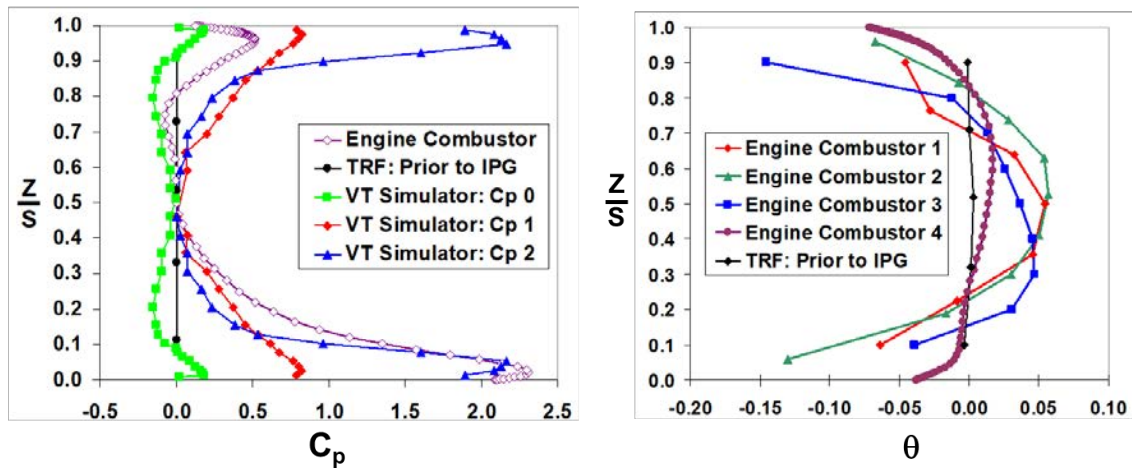 1.0
0.9
0.8
0.7
0.6
0.5
0.4
0.3
0.2
0.1
0.0
Z
S
-0.5 0.0 0.5 1.0 1.5 2.0 2.5
Cp
Engine Combustor
TRF: Prior to IPG
VT Simulator: Cp 0
VT Simulator: Cp 1
VT Simulator: Cp 2
1.0
0.9
0.8
0.7
0.6
0.5
0.4
0.3
0.2
0.1
0.0
Z
S
-0.20 -0.15 -0.10 -0.05 0.00 0.05 0.10
θ
Engine Combustor 1
Engine Combustor 2
Engine Combustor 3
Engine Combustor 4
TRF: Prior to IPG